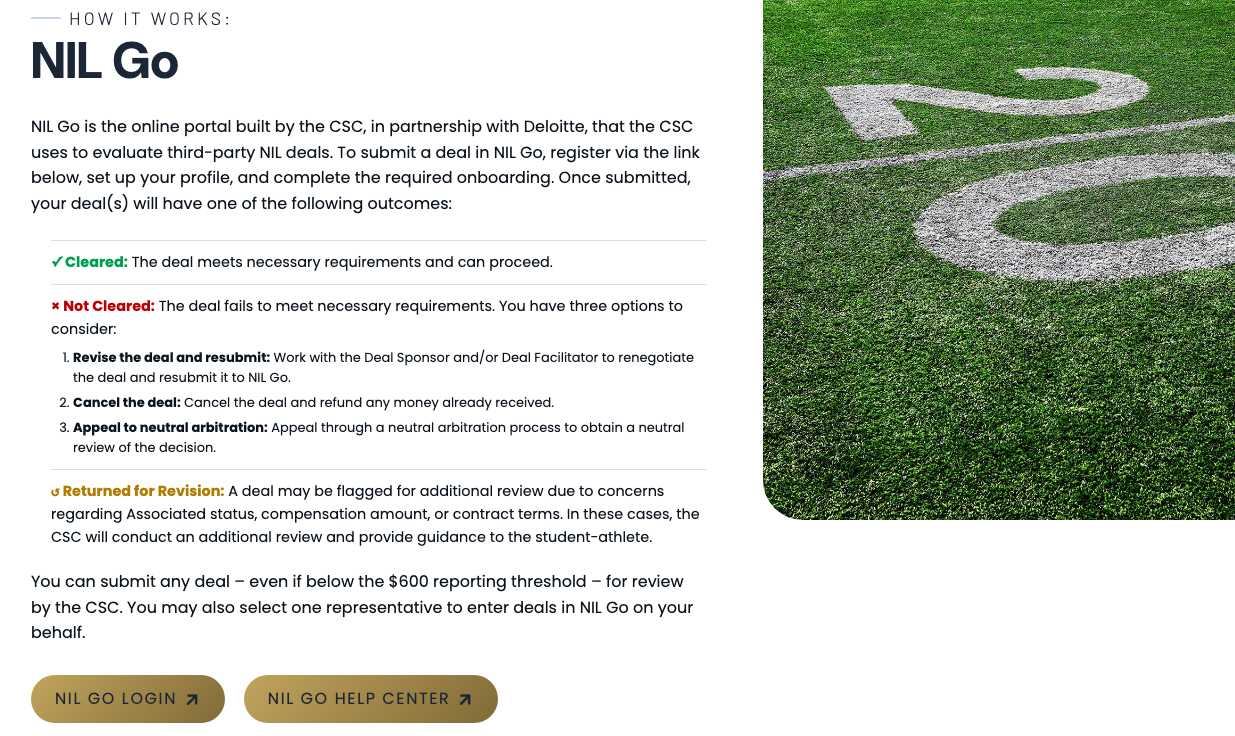 HOW IT WORKS:
NIL Go
NIL Go is the online portal built by the CSC, in partnership with Deloitte, that the CSC
uses to evaluate third-party NIL deals. To submit a deal in NIL Go, register via the link
below, set up your profile, and complete the required onboarding. Once submitted,
your deal(s) will have one of the following outcomes:
✓Cleared: The deal meets necessary requirements and can proceed.
✖ Not Cleared: The deal fails to meet necessary requirements. You have three options to
consider:
1. Revise the deal and resubmit: Work with the Deal Sponsor and/or Deal Facilitator to renegotiate
the deal and resubmit it to NIL Go.
2. Cancel the deal: Cancel the deal and refund any money already received.
3. Appeal to neutral arbitration: Appeal through a neutral arbitration process to obtain a neutral
review of the decision.
↺ Returned for Revision: A deal may be flagged for additional review due to concerns
regarding Associated status, compensation amount, or contract terms. In these cases, the
CSC will conduct an additional review and provide guidance to the student-athlete.
You can submit any deal – even if below the $600 reporting threshold – for review
by the CSC. You may also select one representative to enter deals in NIL Go on your
behalf.
NIL GO LOGIN
NIL GO HELP CENTER
20